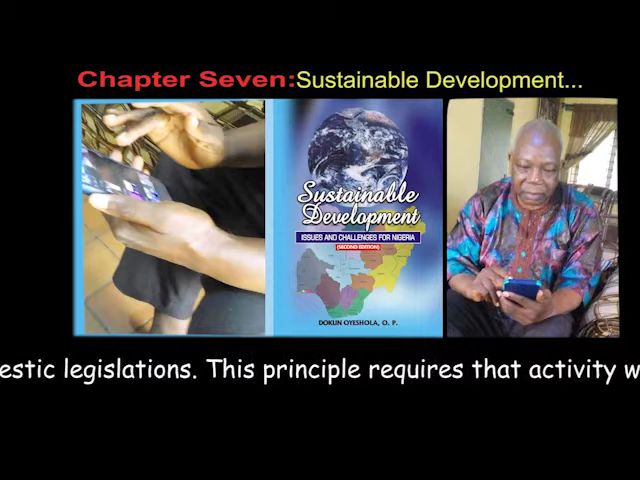 Chapter Seven:Sustainable Development...
Sustainable
Development
ISSUES AND CHALLENGES FOR NIGERIA
(SECOND EDITION)
DOKUN OYESHOLA, O. P.
estic legislations. This principle requires that activity w